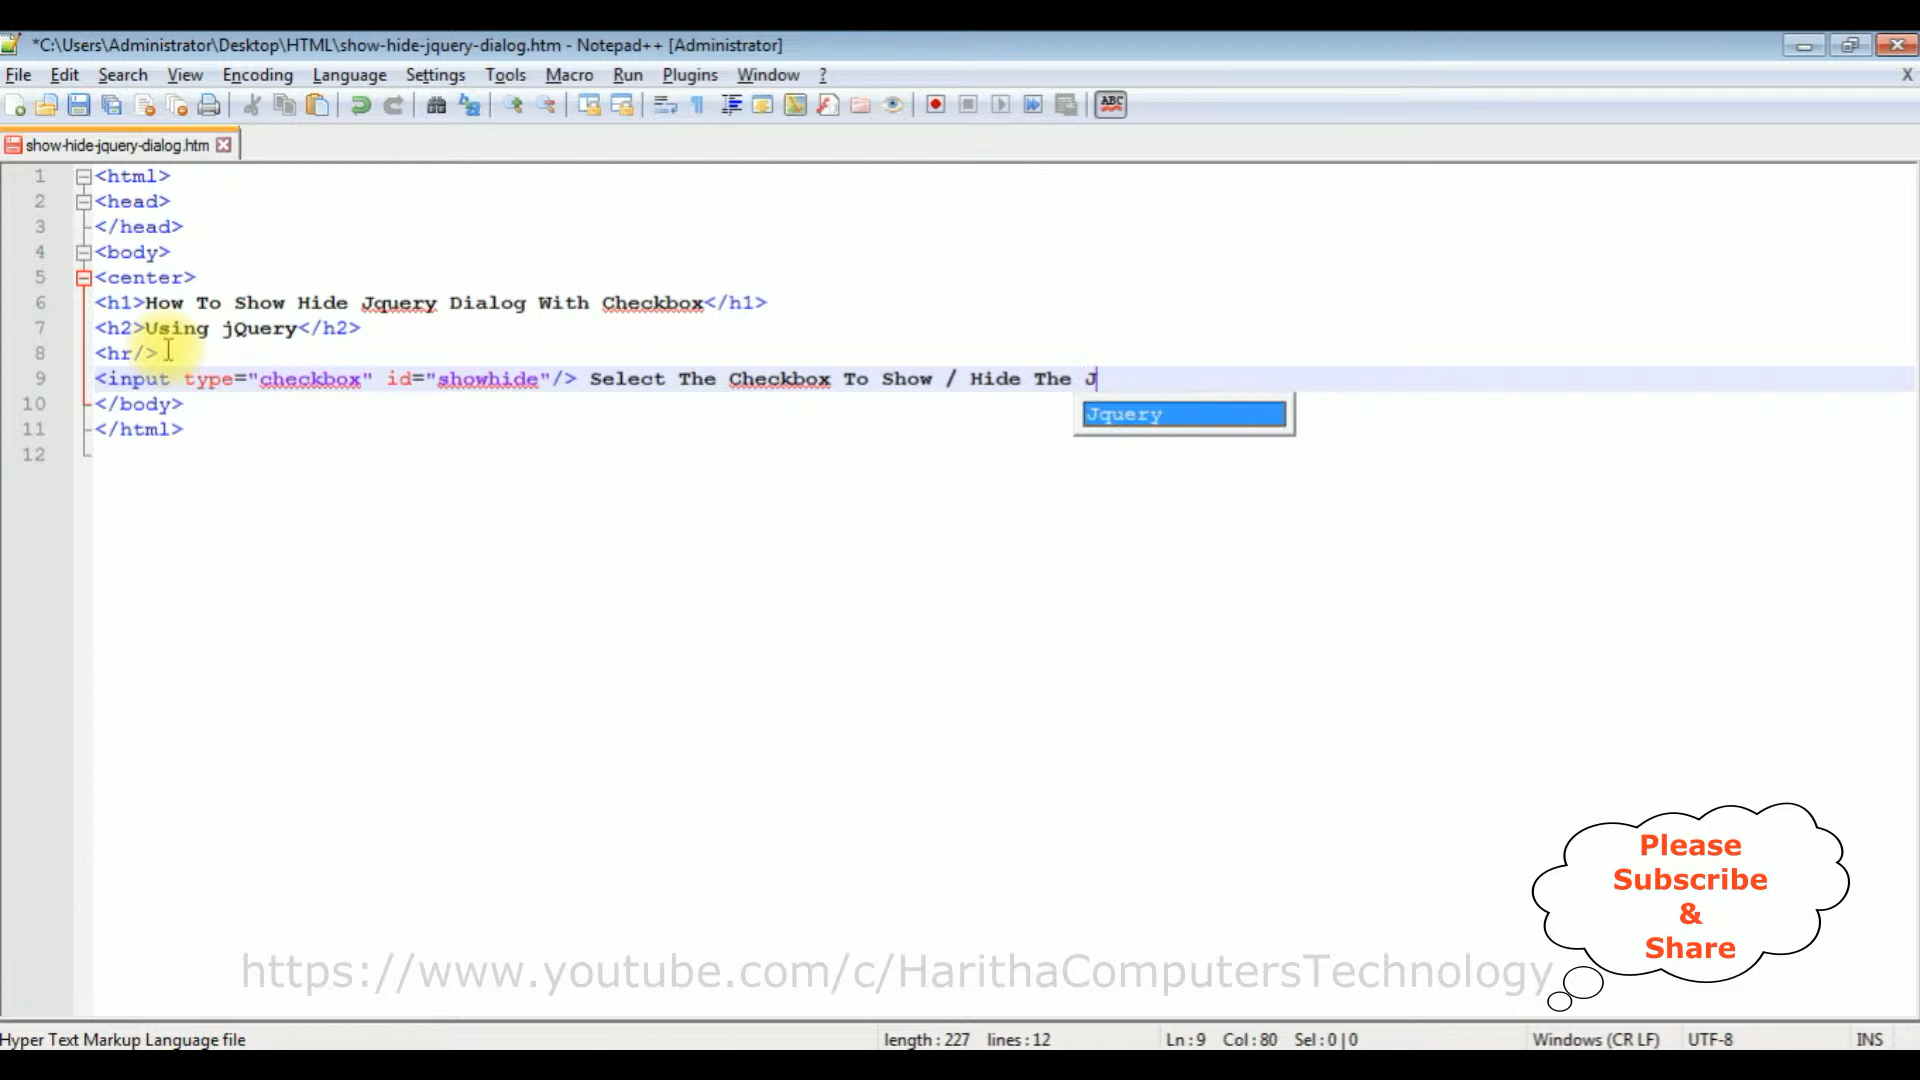 *C:\Users\Administrator\Desktop\HTML\show-hide-jquery-dialog.htm - Notepad++ [Administrator]
File Edit Search View Encoding Language Settings Tools Macro Run Plugins Window ? X
ABC
show-hide-jquery-dialog.htm
1 <html>
2 <head>
3 </head>
4 <body>
5 <center>
6 <h1>How To Show Hide Jquery Dialog With Checkbox</h1>
7 <h2>Using jQuery</h2>
8 <hr/>
9 <input type="checkbox" id="showhide"/> Select The Checkbox To Show / Hide The J
Jquery
10 </body>
11 </html>
12
Please
Subscribe
&
Share
https://www.youtube.com/c/HarithaComputersTechnology
Hyper Text Markup Language file length : 227 lines : 12 Ln : 9 Col : 80 Sel : 0 | 0 Windows (CR LF) UTF-8 INS